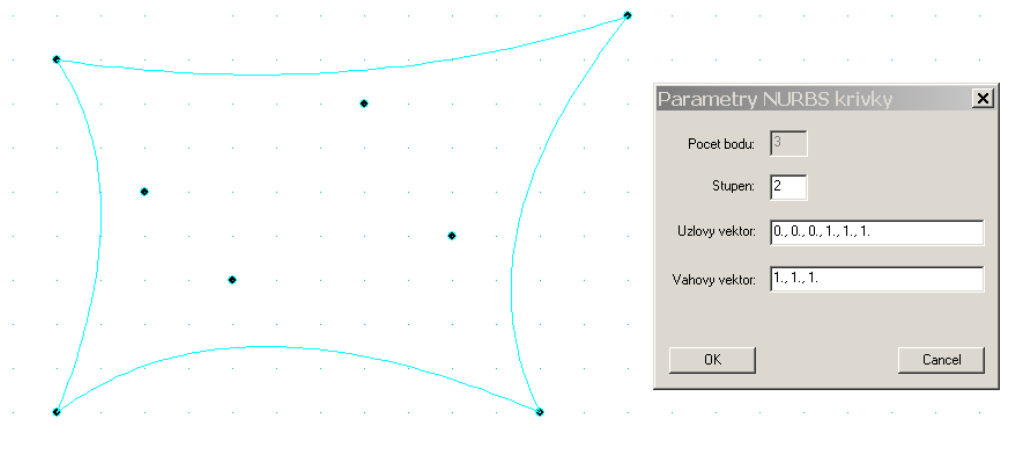 Parametry NURBS krivky
Pocet bodu: 3
Stupen: 2
Uzlovy vektor: 0., 0., 0., 1., 1., 1.
Vahovy vektor: 1., 1., 1.
OK Cancel